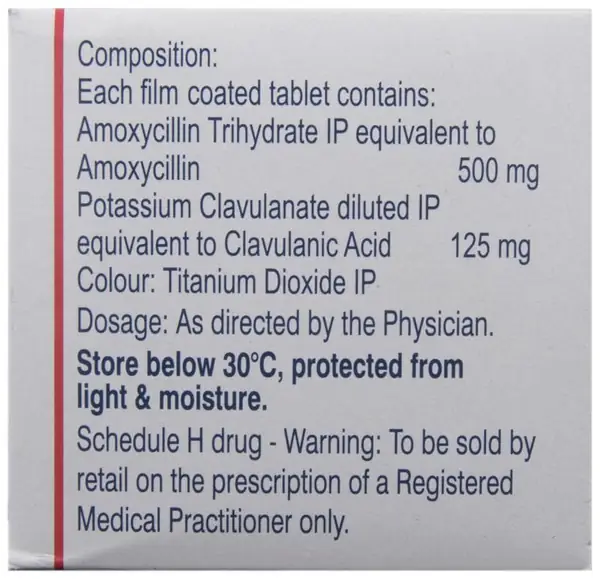 Composition:
Each film coated tablet contains:
Amoxycillin Trihydrate IP equivalent to
Amoxycillin 500 mg
Potassium Clavulanate diluted IP
equivalent to Clavulanic Acid 125 mg
Colour: Titanium Dioxide IP
Dosage: As directed by the Physician.
Store below 30°C, protected from
light & moisture.
Schedule H drug - Warning: To be sold by
retail on the prescription of a Registered
Medical Practitioner only.